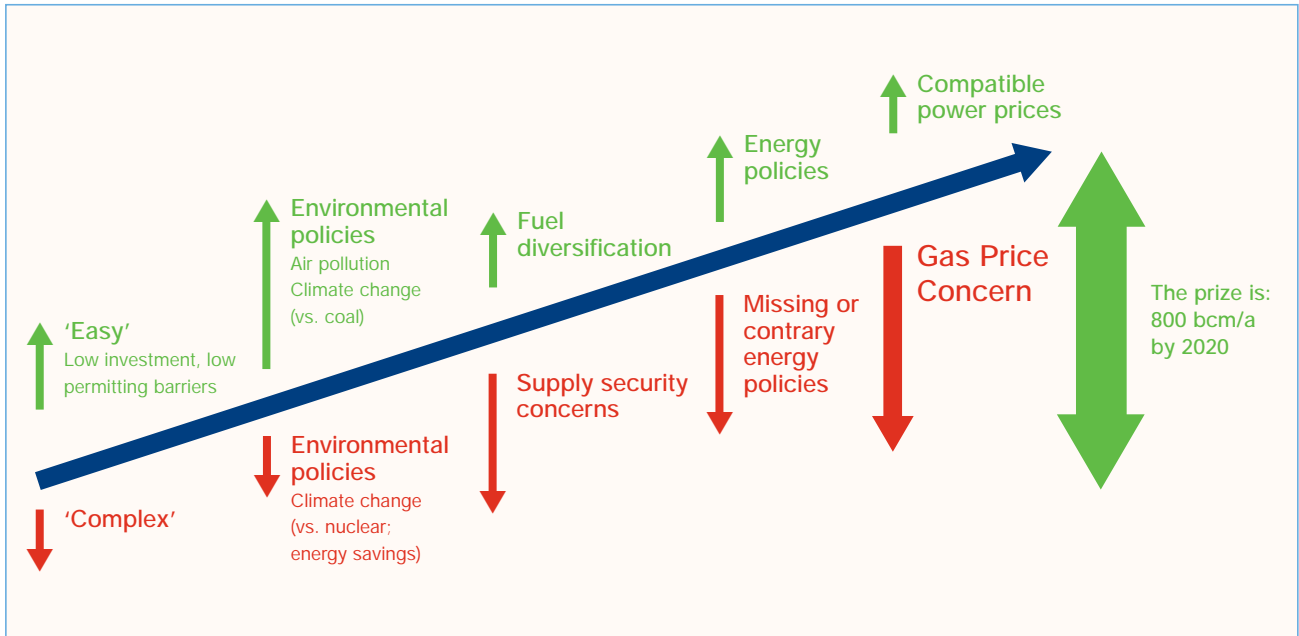 'Easy'
Low investment, low
permitting barriers
'Complex'
Environmental
policies
Air pollution
Climate change
(vs. coal)
Environmental
policies
Climate change
(vs. nuclear;
energy savings)
Fuel
diversification
Supply security
concerns
Energy
policies
Missing or
contrary
energy
policies
Compatible
power prices
Gas Price
Concern
The prize is:
800 bcm/a
by 2020